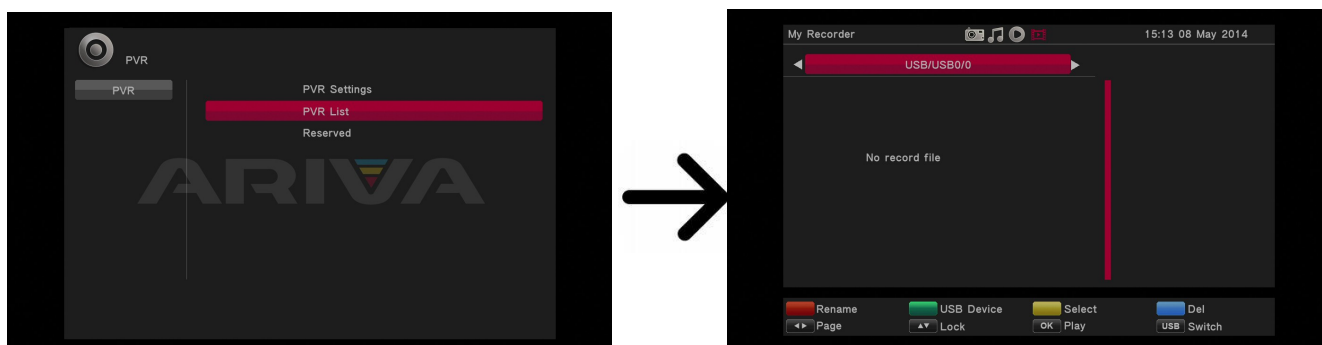 PVR
PVR
PVR Settings
PVR List
Reserved
ARIVA
My Recorder
15:13 08 May 2014
USB/USB0/0
No record file
Rename
USB Device
Select
Del
Page
Lock
OK Play
USB Switch